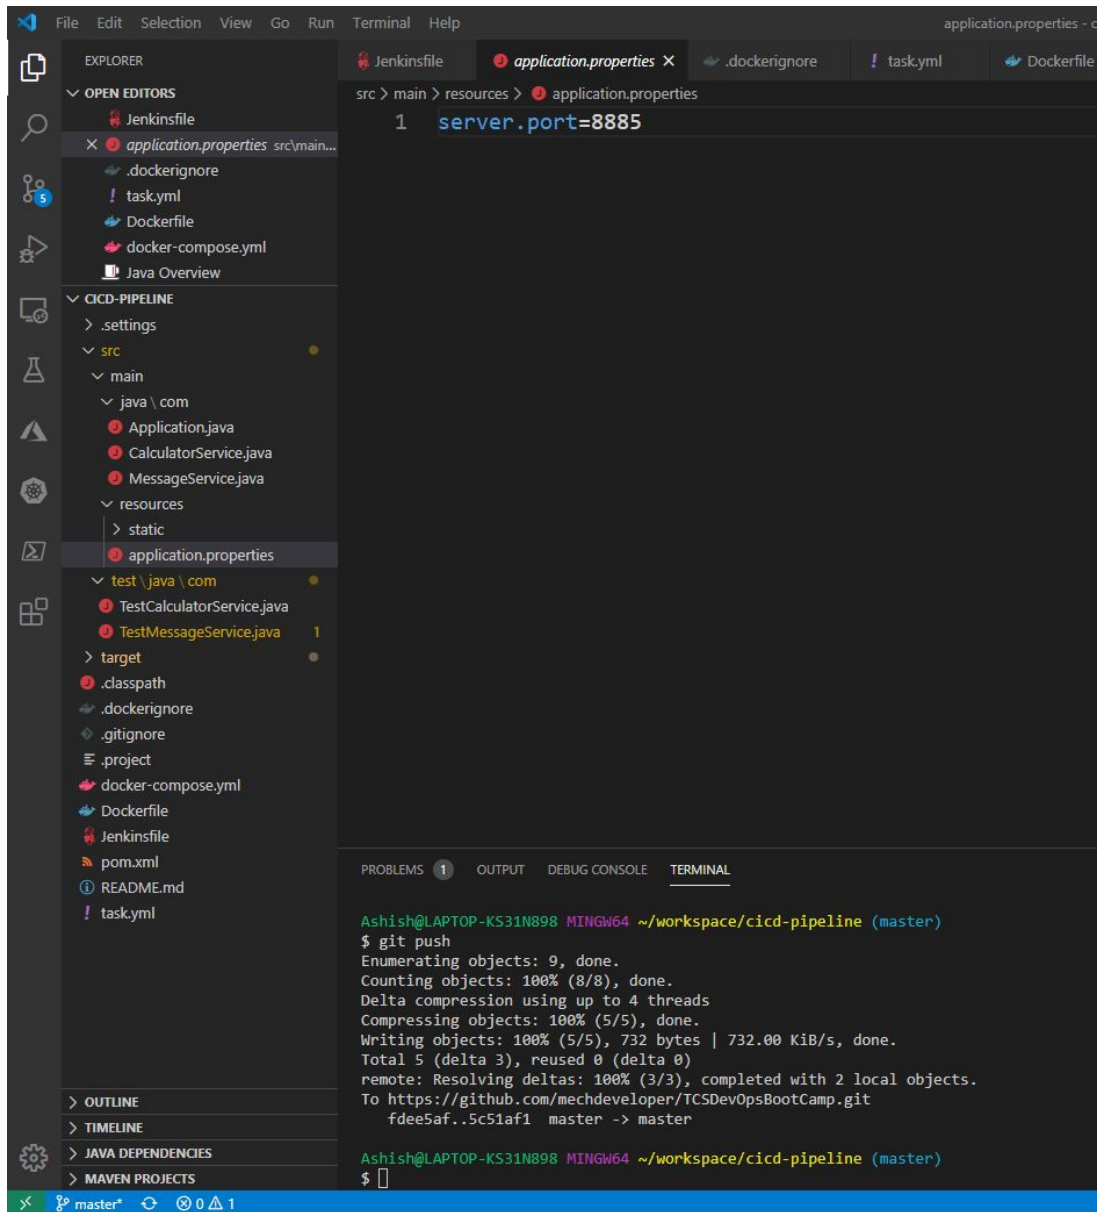 File Edit Selection View Go Run Terminal Help application.properties - c
EXPLORER
Jenkinsfile application.properties .dockerignore ! task.yml Dockerfile
OPEN EDITORS
Jenkinsfile
application.properties src\main...
.dockerignore
! task.yml
Dockerfile
docker-compose.yml
Java Overview
src > main > resources > application.properties
1 server.port=8885
5
CICD-PIPELINE
.settings
src
main
java \ com
Application.java
CalculatorService.java
MessageService.java
resources
static
application.properties
test \ java \ com
TestCalculatorService.java
TestMessageService.java 1
target
.classpath
.dockerignore
.gitignore
.project
docker-compose.yml
Dockerfile
Jenkinsfile
pom.xml
README.md
! task.yml
OUTLINE
TIMELINE
JAVA DEPENDENCIES
MAVEN PROJECTS
PROBLEMS 1 OUTPUT DEBUG CONSOLE TERMINAL
Ashish@LAPTOP-KS31N898 MINGW64 ~/workspace/cicd-pipeline (master)
$ git push
Enumerating objects: 9, done.
Counting objects: 100% (8/8), done.
Delta compression using up to 4 threads
Compressing objects: 100% (5/5), done.
Writing objects: 100% (5/5), 732 bytes | 732.00 KiB/s, done.
Total 5 (delta 3), reused 0 (delta 0)
remote: Resolving deltas: 100% (3/3), completed with 2 local objects.
To https://github.com/mechdeveloper/TCSDevOpsBootCamp.git
fdee5af..5c51af1 master -> master
Ashish@LAPTOP-KS31N898 MINGW64 ~/workspace/cicd-pipeline (master)
$
master* 0 1